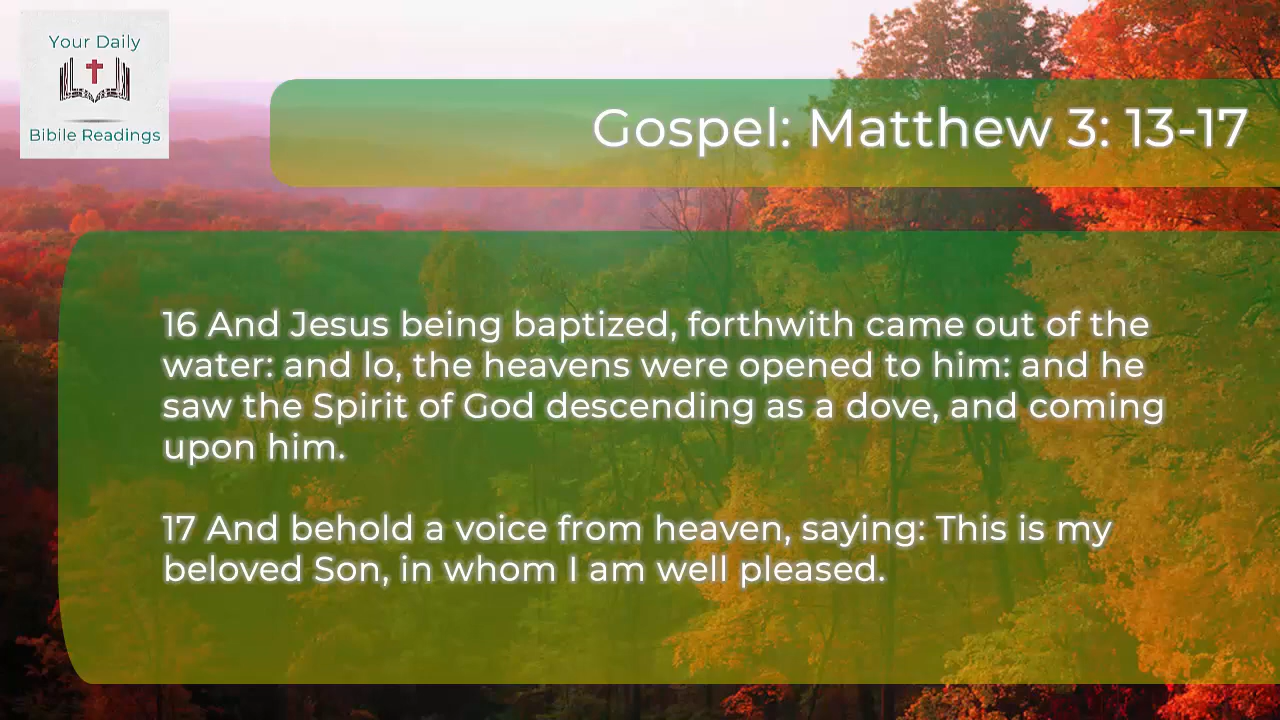 Your Daily
Bibile Readings
Gospel: Matthew 3: 13-17
16 And Jesus being baptized, forthwith came out of the
water: and lo, the heavens were opened to him: and he
saw the Spirit of God descending as a dove, and coming
upon him.
17 And behold a voice from heaven, saying: This is my
beloved Son, in whom I am well pleased.